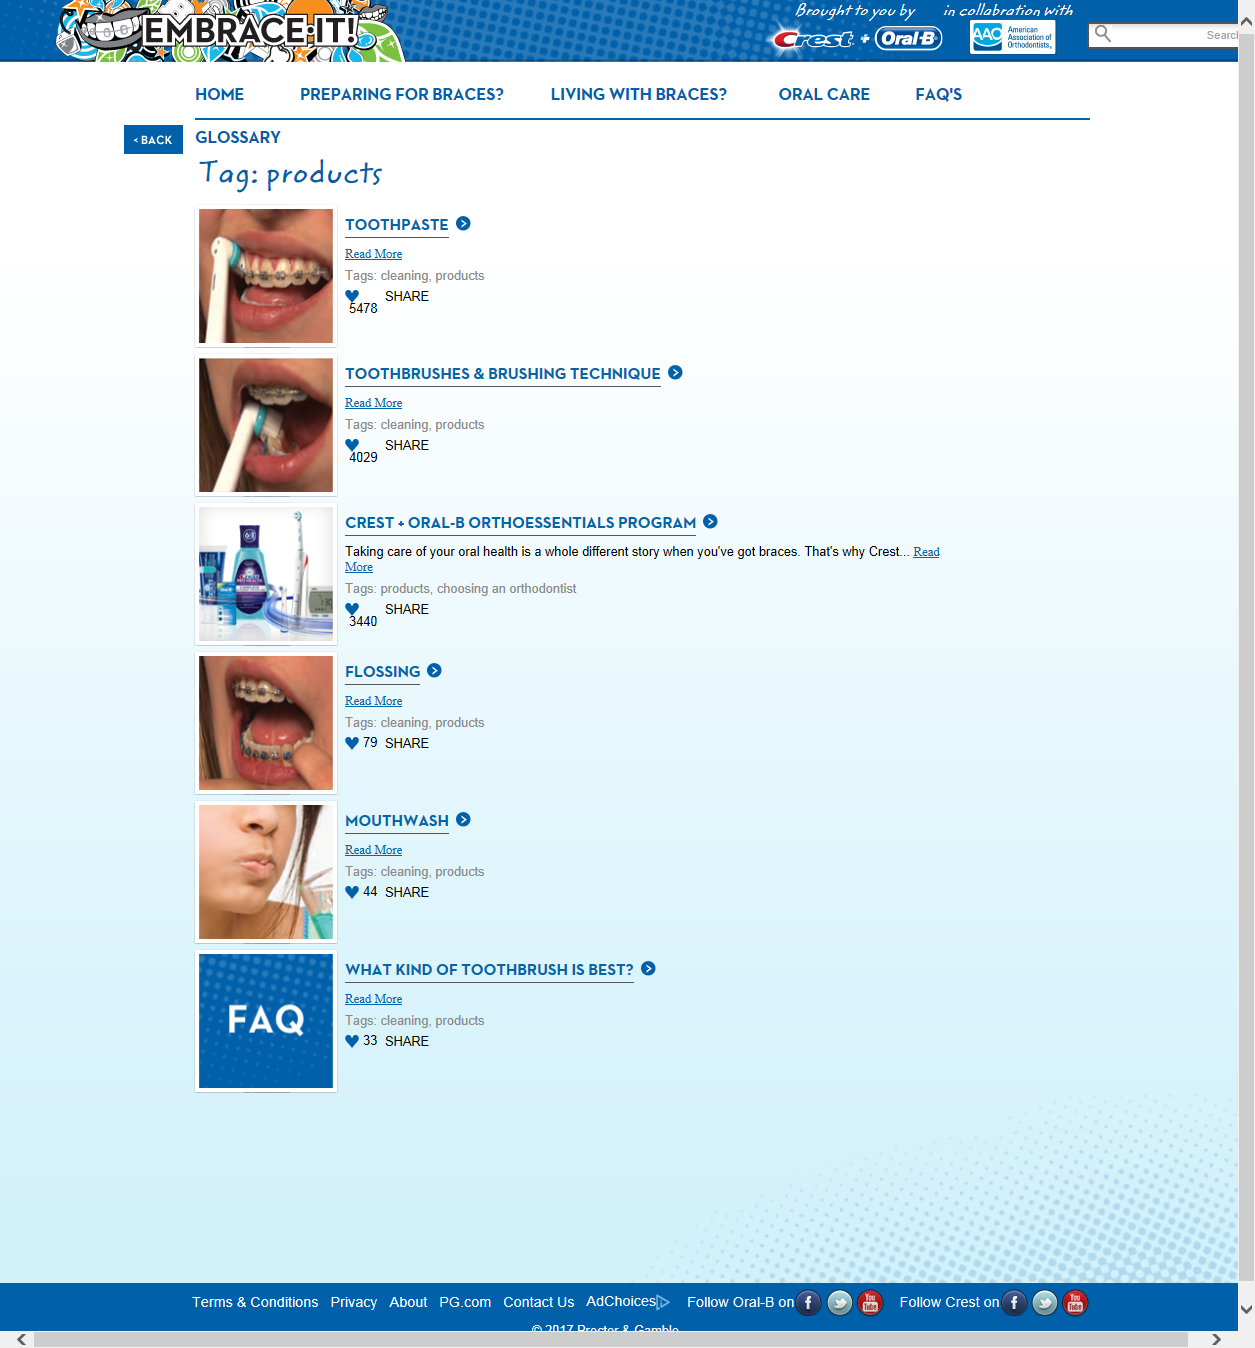 EMBRACE·IT!
Brought to you by
in collabration with
Crest + Oral-B
AAO American Association of Orthodontists
HOME PREPARING FOR BRACES? LIVING WITH BRACES? ORAL CARE FAQ'S
< BACK
GLOSSARY
Tag: products
TOOTHPASTE
Read More
Tags: cleaning, products
SHARE
5478
TOOTHBRUSHES & BRUSHING TECHNIQUE
Read More
Tags: cleaning, products
SHARE
4029
CREST + ORAL-B ORTHOESSENTIALS PROGRAM
Taking care of your oral health is a whole different story when you've got braces. That's why Crest... Read
More
Tags: products, choosing an orthodontist
SHARE
3440
FLOSSING
Read More
Tags: cleaning, products
79 SHARE
MOUTHWASH
Read More
Tags: cleaning, products
44 SHARE
FAQ
WHAT KIND OF TOOTHBRUSH IS BEST?
Read More
Tags: cleaning, products
33 SHARE
Terms & Conditions Privacy About PG.com Contact Us AdChoices Follow Oral-B on You Tube Follow Crest on You Tube
© 2017 Procter & Gamble